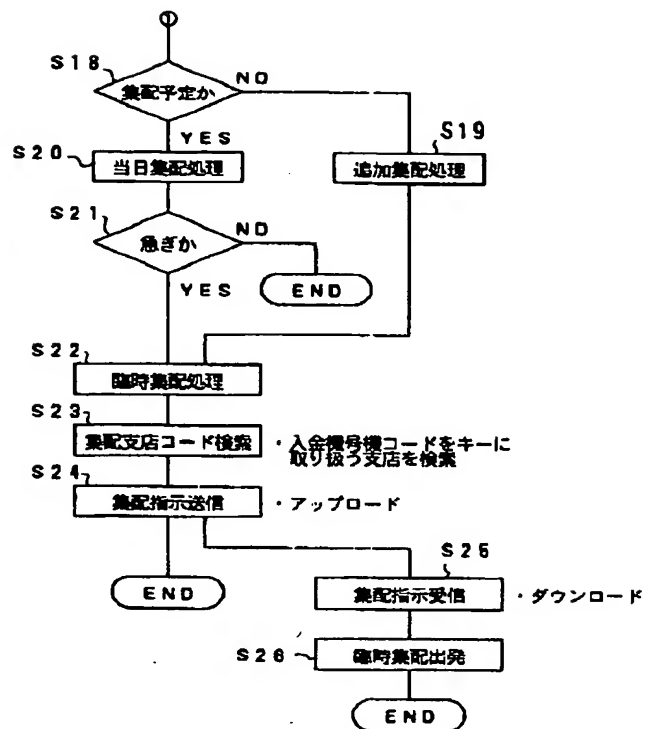 ①
S18
集配予定か
NO
YES
S19
S20
当日集配処理
追加集配処理
S21
急ぎか
NO
YES
END
S22
臨時集配処理
S23
集配支店コード検索
・入金機号機コードをキーに
取り扱う支店を検索
S24
集配指示送信
・アップロード
END
S25
集配指示受信
・ダウンロード
S26
臨時集配出発
END